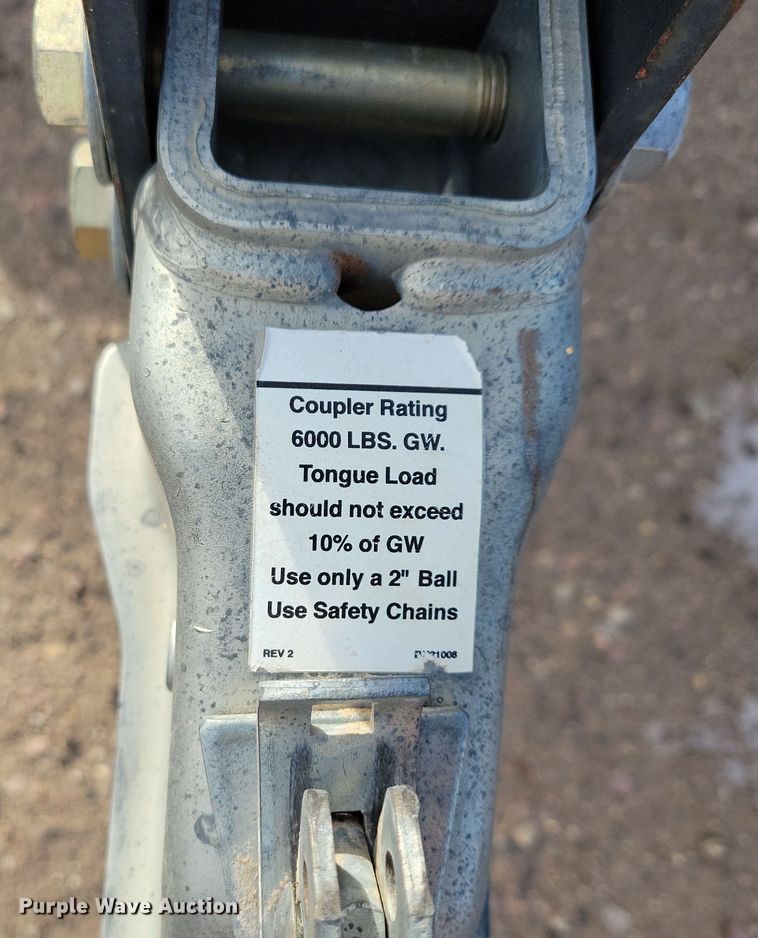 Coupler Rating
6000 LBS. GW.
Tongue Load
should not exceed
10% of GW
Use only a 2" Ball
Use Safety Chains
REV 2
Purple Wave Auction